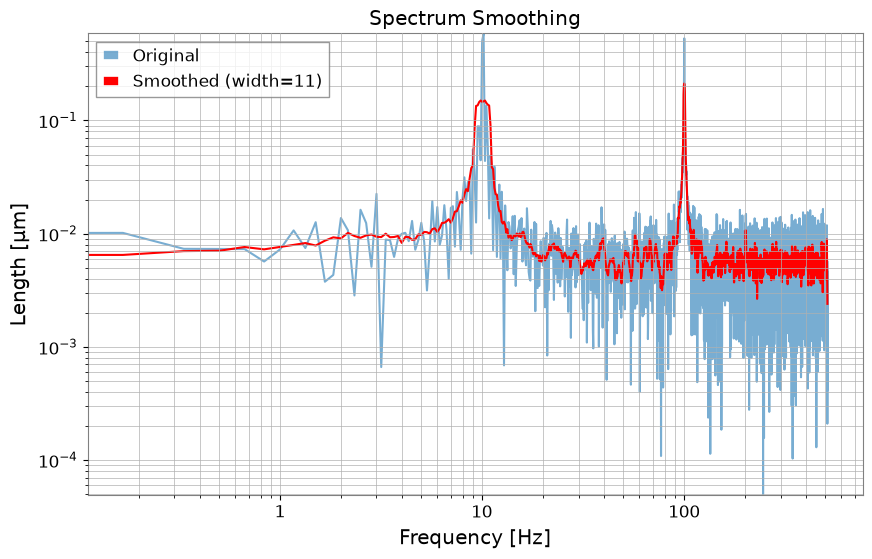 Spectrum Smoothing
Original
Smoothed (width=11)
Length [μm]
10⁻¹
10⁻²
10⁻³
10⁻⁴
1
10
100
Frequency [Hz]